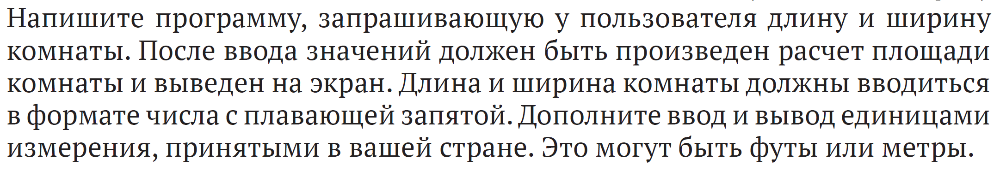 Напишите программу, запрашивающую у пользователя длину и ширину
комнаты. После ввода значений должен быть произведен расчет площади
комнаты и выведен на экран. Длина и ширина комнаты должны вводиться
в формате числа с плавающей запятой. Дополните ввод и вывод единицами
измерения, принятыми в вашей стране. Это могут быть футы или метры.